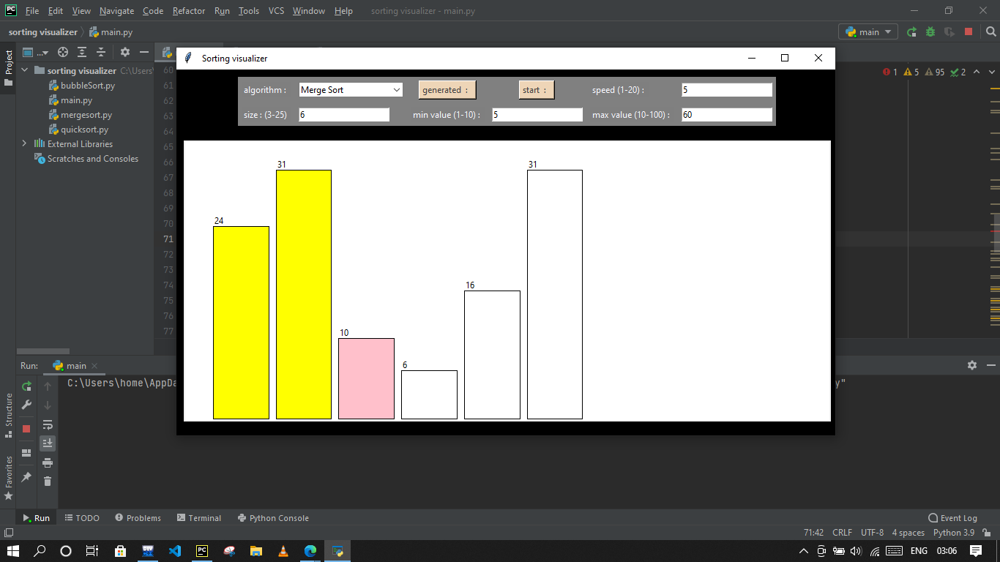 PC File Edit View Navigate Code Refactor Run Tools VCS Window Help sorting visualizer - main.py
sorting visualizer main.py main
Project ...
sorting visualizer C:\Users\
bubbleSort.py
main.py
mergesort.py
quicksort.py
External Libraries
Scratches and Consoles
60
61
62
63
64
65
66
67
68
69
70
71
72
73
74
75
76
77
1 5 95 2
Sorting visualizer
algorithm : Merge Sort generated : start : speed (1-20) : 5
size : (3-25) 6 min value (1-10) : 5 max value (10-100) : 60
31 31
24
16
10
6
Run: main
C:\Users\home\AppDa y"
Structure
Favorites
Run TODO Problems Terminal Python Console Event Log
71:42 CRLF UTF-8 4 spaces Python 3.9
PC ENG 03:06